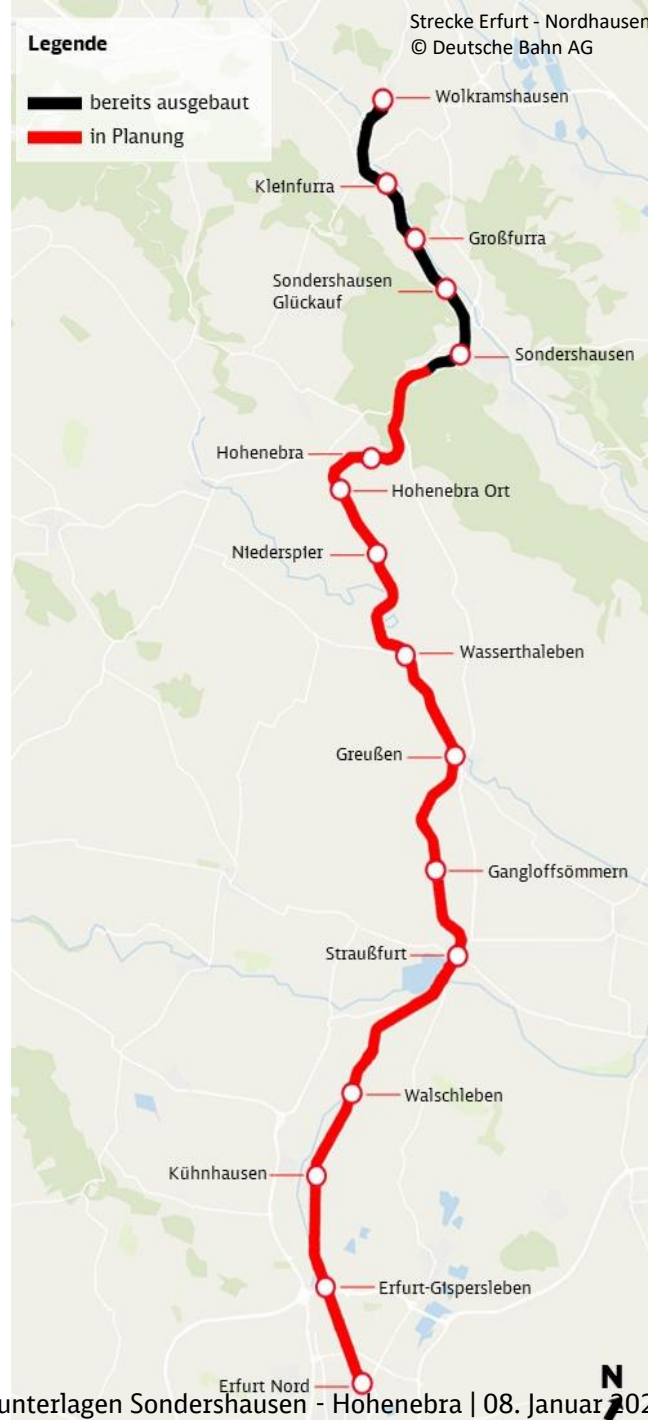 Strecke Erfurt - Nordhausen
© Deutsche Bahn AG
Legende
bereits ausgebaut
in Planung
Wolkramshausen
Kleinfurra
Großfurra
Sondershausen
Glückauf
Sondershausen
Hohenebra
Hohenebra Ort
Niederspier
Wasserthaleben
Greußen
Gangloffsömmern
Straußfurt
Walschleben
Kühnhausen
Erfurt-Gispersleben
Erfurt Nord
N
unterlagen Sondershausen - Hohenebra | 08. Januar